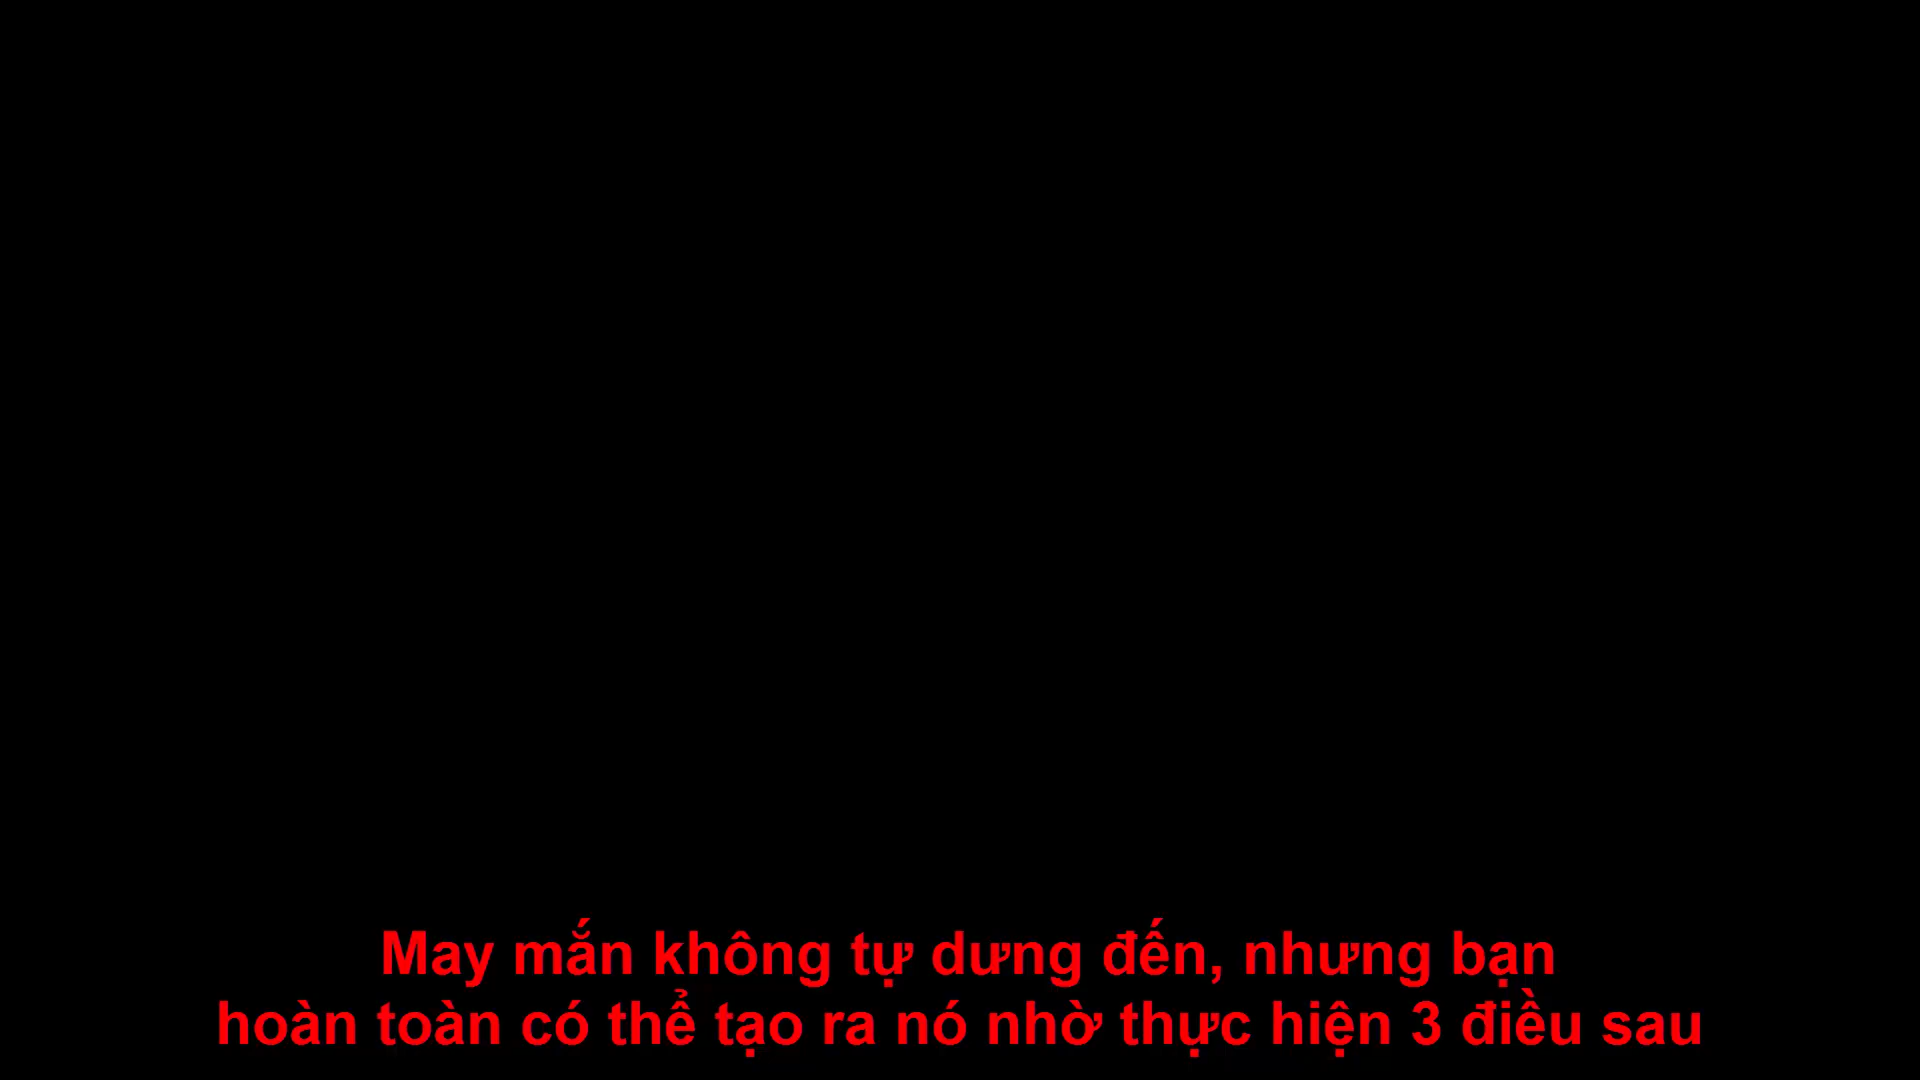 May mắn không tự dưng đến, nhưng bạn
hoàn toàn có thể tạo ra nó nhờ thực hiện 3 điều sau